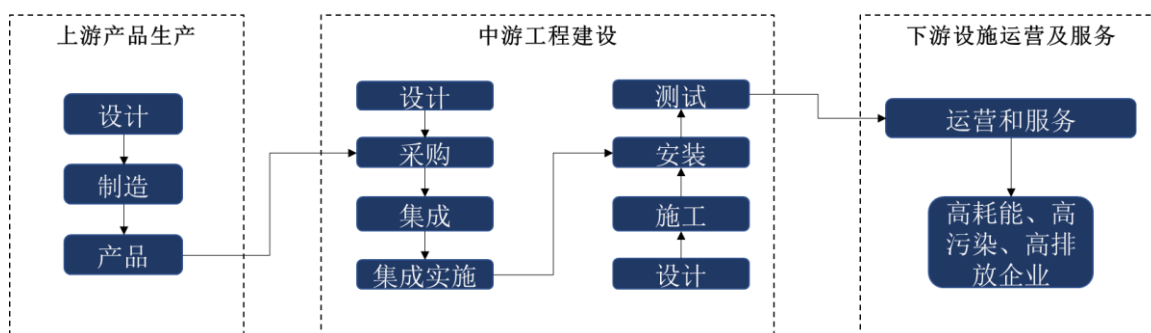 上游产品生产
设计
制造
产品
中游工程建设
设计
采购
集成
集成实施
测试
安装
施工
设计
下游设施运营及服务
运营和服务
高耗能、高
污染、高排
放企业